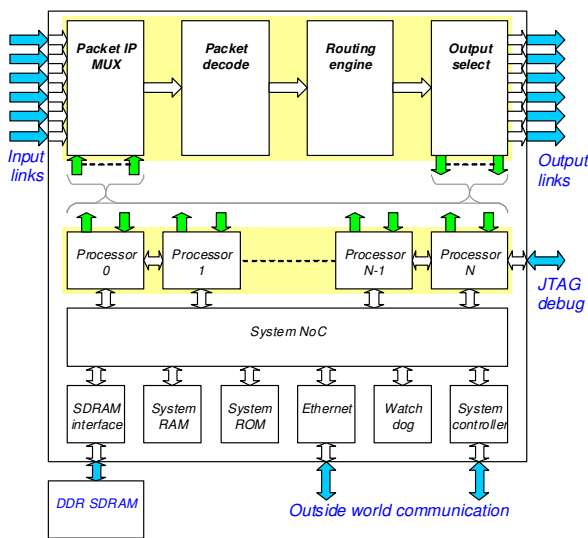 Packet IP
MUX
Packet
decode
Routing
engine
Output
select
Input
links
Output
links
Processor
0
Processor
1
Processor
N-1
Processor
N
JTAG
debug
System NoC
SDRAM
interface
System
RAM
System
ROM
Ethernet
Watch
dog
System
controller
DDR SDRAM
Outside world communication